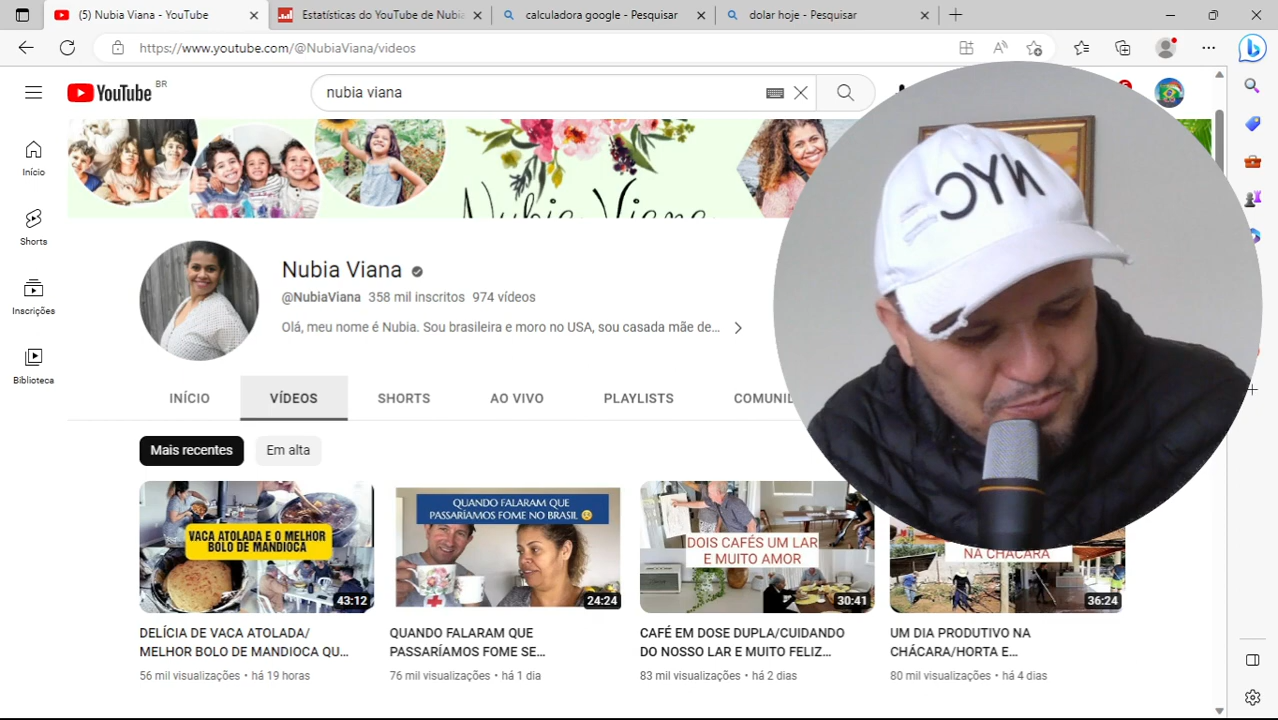 (5) Nubia Viana - YouTube
Estatísticas do YouTube de Nubia
calculadora google - Pesquisar
dolar hoje - Pesquisar
https://www.youtube.com/@NubiaViana/videos
YouTube BR
nubia viana
Início
Shorts
Inscrições
Biblioteca
Nubia Viana
NYC
Nubia Viana
@NubiaViana 358 mil inscritos 974 vídeos
Olá, meu nome é Nubia. Sou brasileira e moro no USA, sou casada mãe de...
INÍCIO VÍDEOS SHORTS AO VIVO PLAYLISTS COMUNID
Mais recentes Em alta
VACA ATOLADA E O MELHOR
BOLO DE MANDIOCA
43:12
QUANDO FALARAM QUE
PASSARÍAMOS FOME NO BRASIL
24:24
DOIS CAFÉS UM LAR
E MUITO AMOR
30:41
NA CHÁCARA
36:24
DELÍCIA DE VACA ATOLADA/
MELHOR BOLO DE MANDIOCA QU...
56 mil visualizações • há 19 horas
QUANDO FALARAM QUE
PASSARÍAMOS FOME SE...
76 mil visualizações • há 1 dia
CAFÉ EM DOSE DUPLA/CUIDANDO
DO NOSSO LAR E MUITO FELIZ...
83 mil visualizações • há 2 dias
UM DIA PRODUTIVO NA
CHÁCARA/HORTA E...
80 mil visualizações • há 4 dias